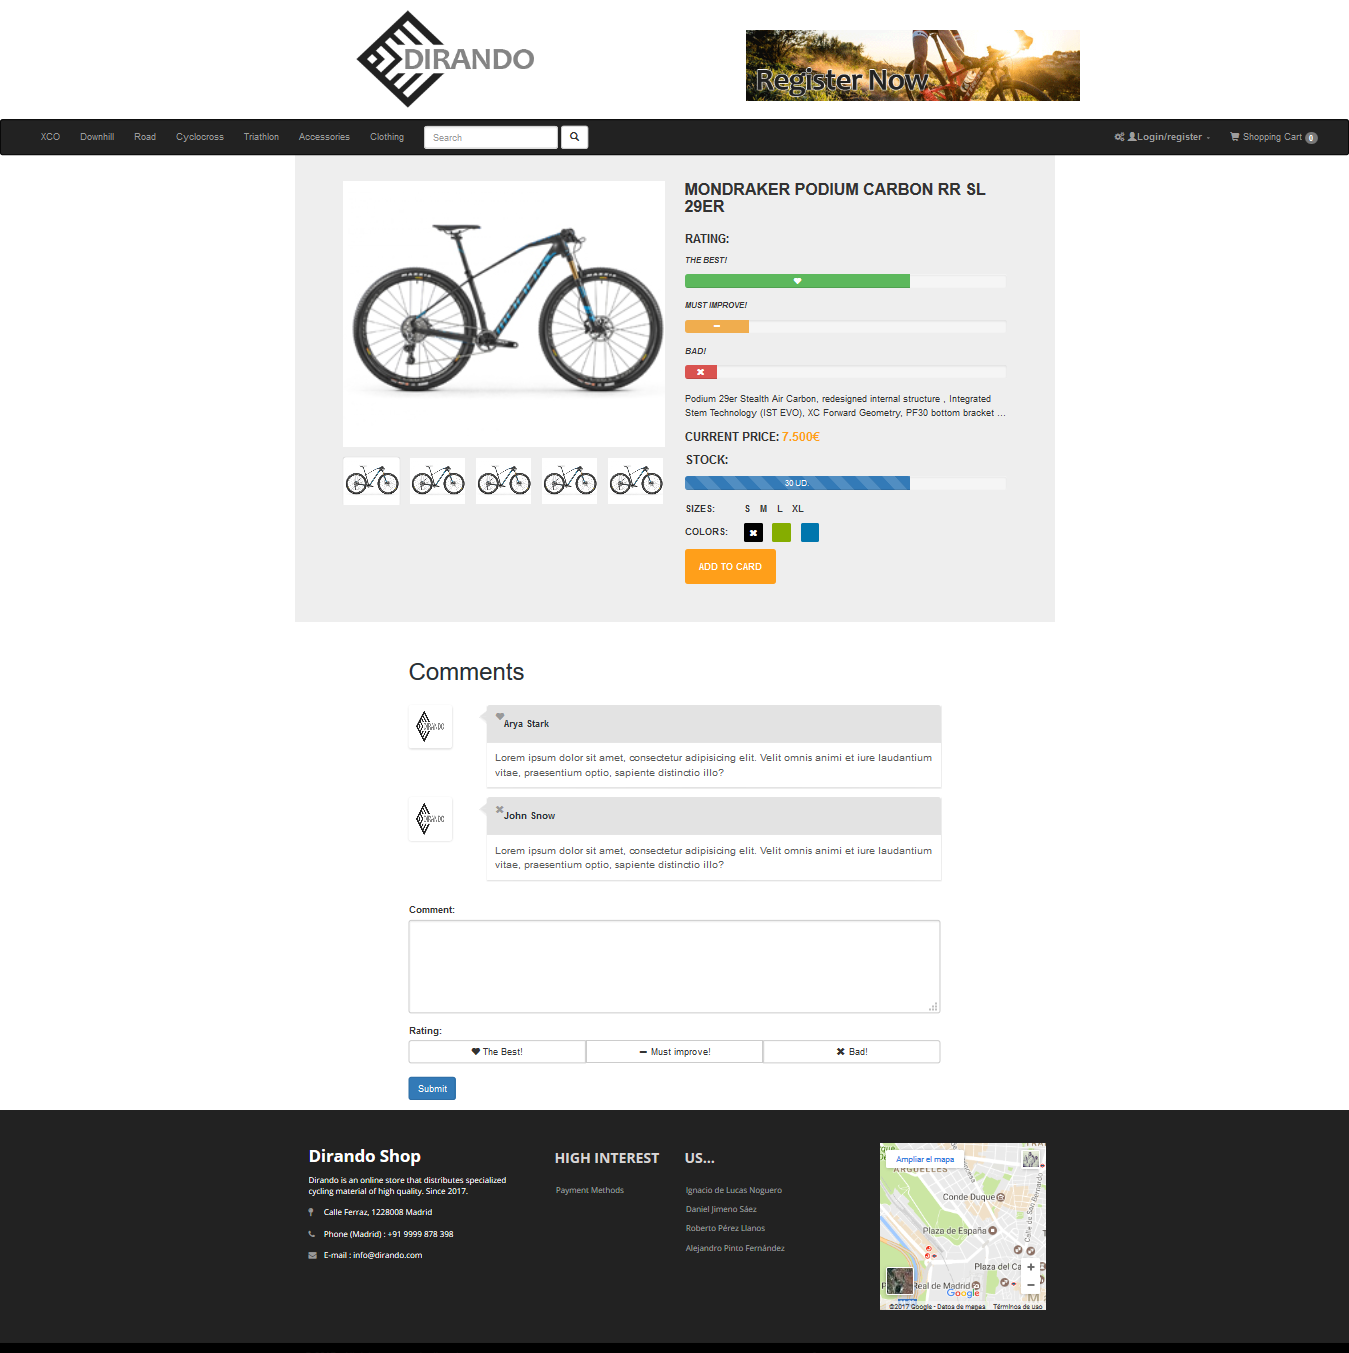 DIRANDO
Register Now
XCO Downhill Road Cyclocross Triathlon Accessories Clothing Search Login/register Shopping Cart 0
MONDRAKER PODIUM CARBON RR SL
29ER
RATING:
THE BEST!
MUST IMPROVE!
BAD!
Podium 29er Stealth Air Carbon, redesigned internal structure , Integrated
Stem Technology (IST EVO), XC Forward Geometry, PF30 bottom bracket ...
CURRENT PRICE: 7.500€
STOCK:
30 UD.
SIZES: S M L XL
COLORS:
ADD TO CARD
Comments
DIRANDO
Arya Stark
Lorem ipsum dolor sit amet, consectetur adipisicing elit. Velit omnis animi et iure laudantium
vitae, praesentium optio, sapiente distinctio illo?
DIRANDO
John Snow
Lorem ipsum dolor sit amet, consectetur adipisicing elit. Velit omnis animi et iure laudantium
vitae, praesentium optio, sapiente distinctio illo?
Comment:
Rating:
The Best! Must improve! Bad!
Submit
Dirando Shop
Dirando is an online store that distributes specialized
cycling material of high quality. Since 2017.
Calle Ferraz, 1228008 Madrid
Phone (Madrid) : +91 9999 878 398
E-mail : info@dirando.com
HIGH INTEREST
Payment Methods
US...
Ignacio de Lucas Noguero
Daniel Jimeno Sáez
Roberto Pérez Llanos
Alejandro Pinto Fernández
Ampliar el mapa
ARGÜELLES
Conde Duque
Calle de San Bernardo
Plaza de España
Plaza del Ca
Real de Madrid
Google
©2017 Google - Datos de mapas Términos de uso